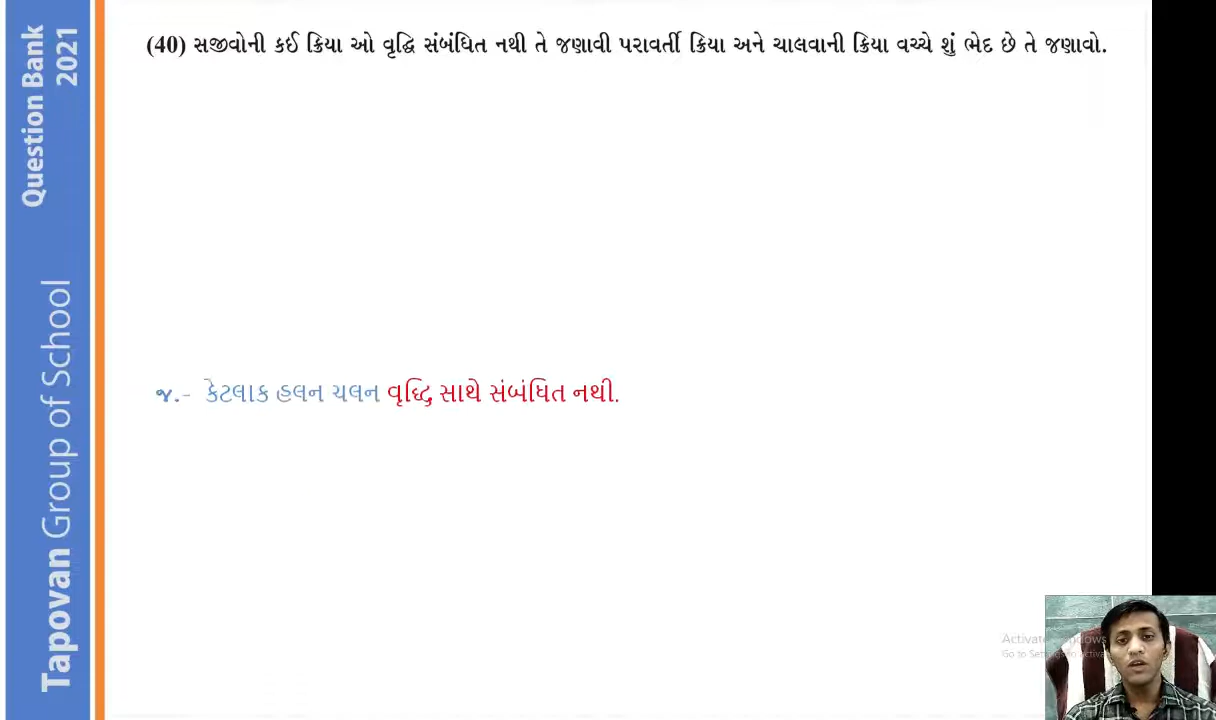 Question Bank
2021
Tapovan Group of School
(40) સજીવોની કઈ ક્રિયા ઓ વૃદ્ધિ સંબંધિત નથી તે જણાવી પરાવર્તી ક્રિયા અને ચાલવાની ક્રિયા વચ્ચે શું ભેદ છે તે જણાવો.
જ.- કેટલાક હલન ચલન વૃદ્ધિ સાથે સંબંધિત નથી.